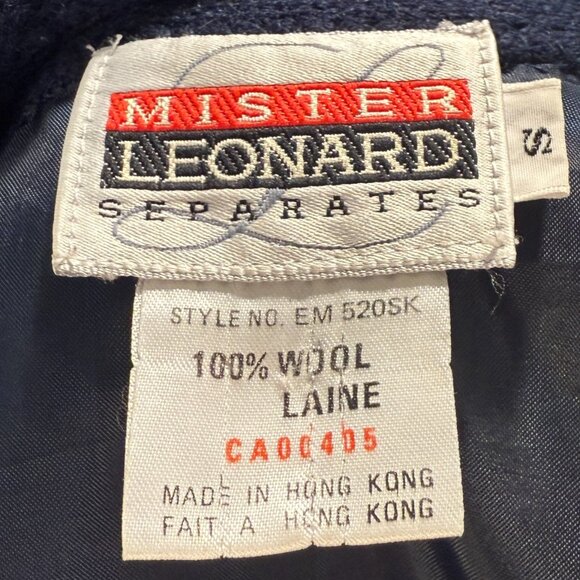 MISTER
LEONARD
SEPARATES
S
STYLE NO. EM 520SK
100% WOOL
LAINE
CA00405
MADE IN HONG KONG
FAIT A HONG KONG